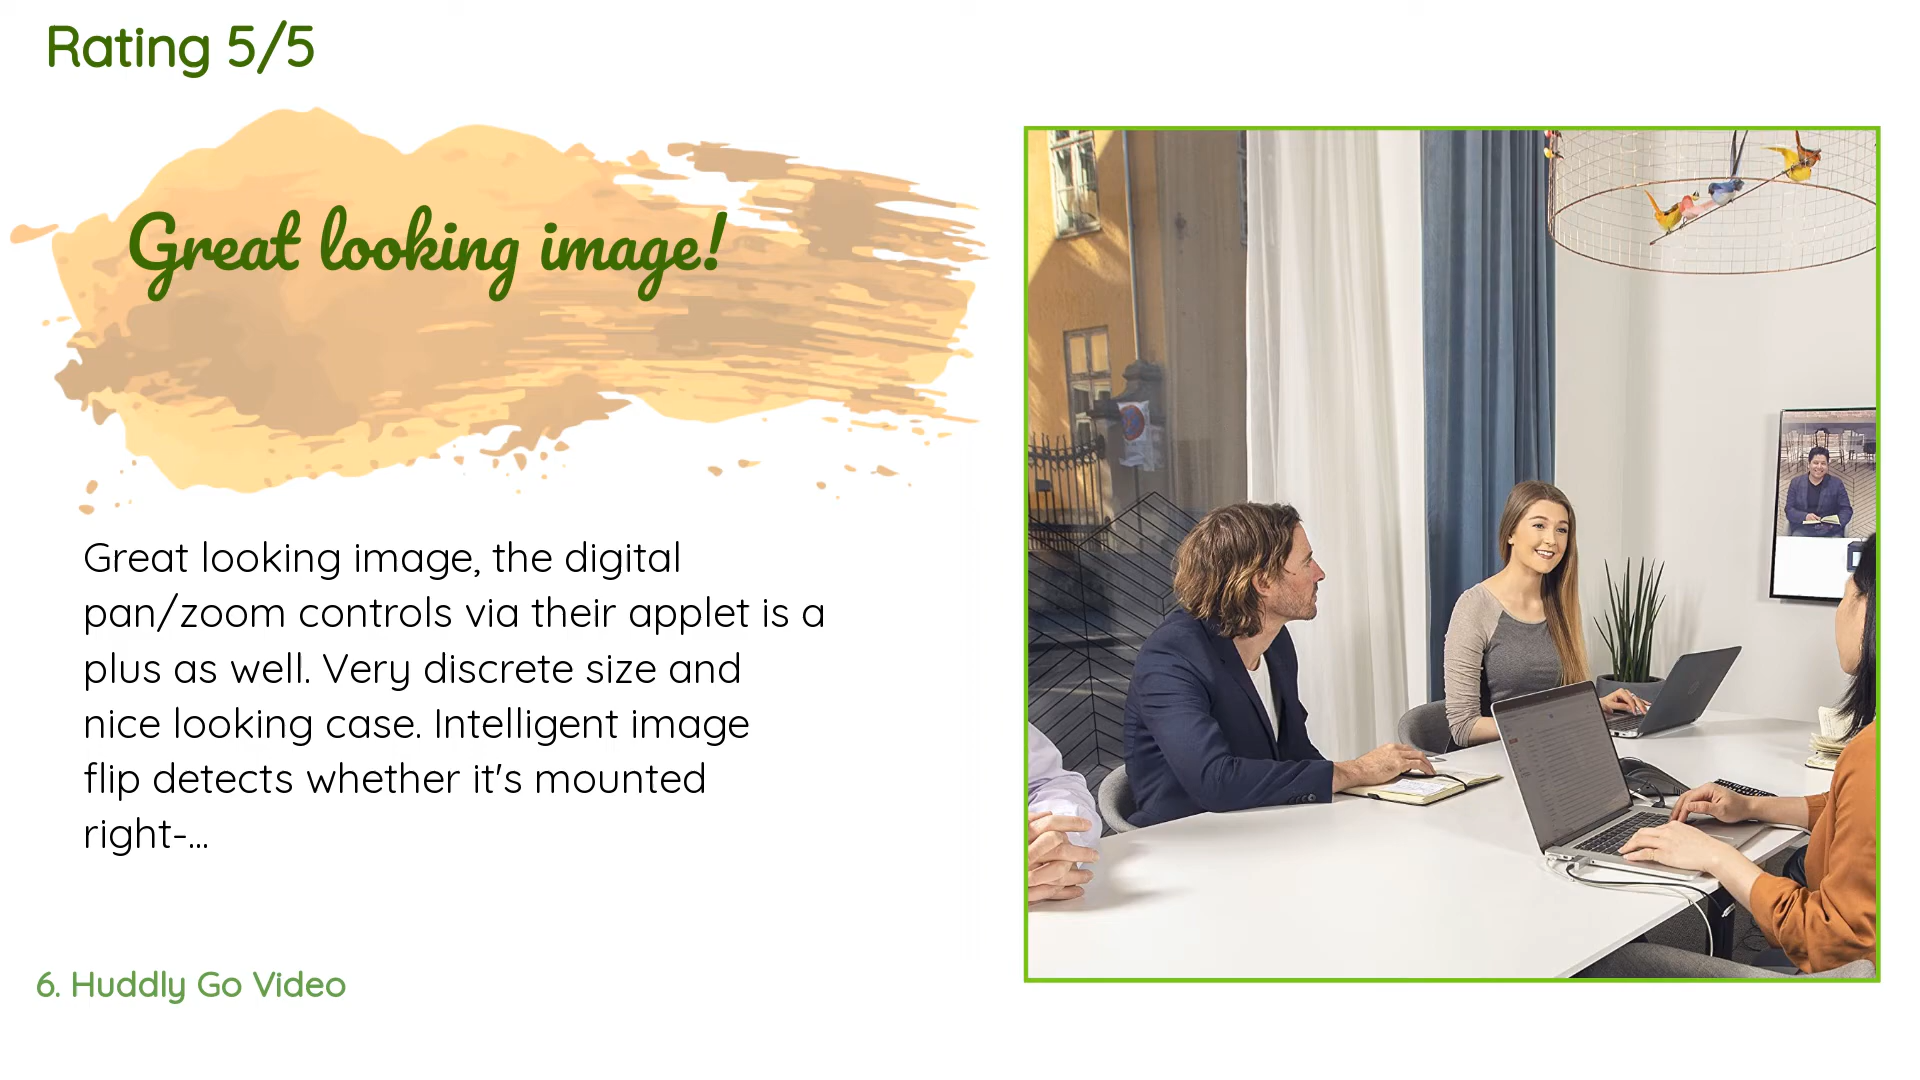 Rating 5/5
Great looking image!
Great looking image, the digital
pan/zoom controls via their applet is a
plus as well. Very discrete size and
nice looking case. Intelligent image
flip detects whether it's mounted
right-...
6. Huddly Go Video